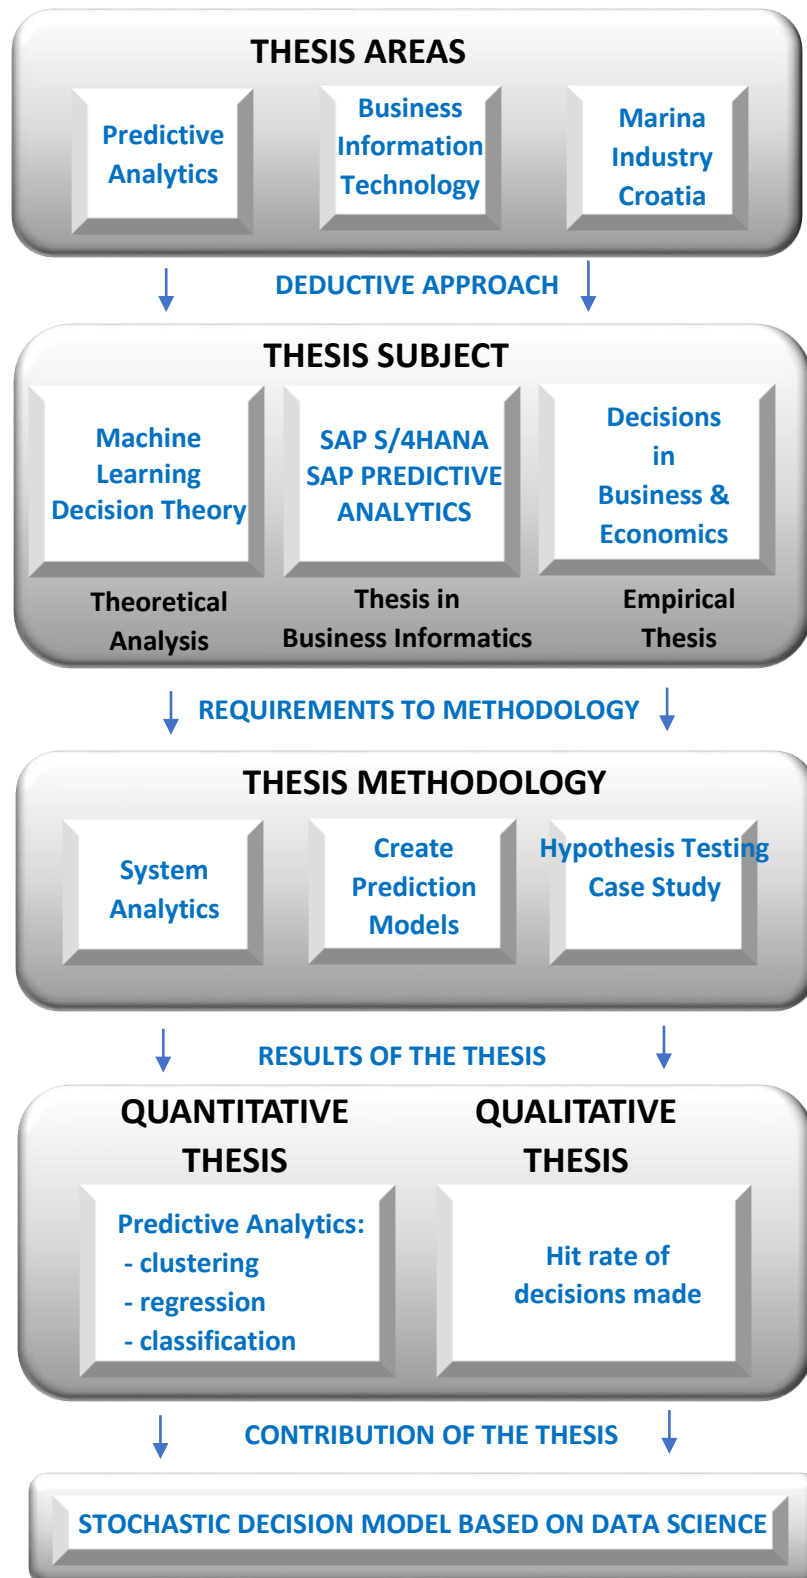 THESIS AREAS
Predictive
Analytics
Business
Information
Technology
Marina
Industry
Croatia
DEDUCTIVE APPROACH
THESIS SUBJECT
Machine
Learning
Decision Theory
SAP S/4HANA
SAP PREDICTIVE
ANALYTICS
Decisions
in
Business &
Economics
Theoretical
Analysis
Thesis in
Business Informatics
Empirical
Thesis
REQUIREMENTS TO METHODOLOGY
THESIS METHODOLOGY
System
Analytics
Create
Prediction
Models
Hypothesis Testing
Case Study
RESULTS OF THE THESIS
QUANTITATIVE
THESIS
QUALITATIVE
THESIS
Predictive Analytics:
- clustering
- regression
- classification
Hit rate of
decisions made
CONTRIBUTION OF THE THESIS
STOCHASTIC DECISION MODEL BASED ON DATA SCIENCE